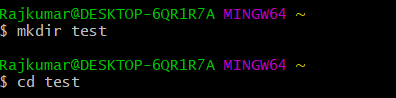 Rajkumar@DESKTOP-6QR1R7A MINGW64 ~
$ mkdir test
Rajkumar@DESKTOP-6QR1R7A MINGW64 ~
$ cd test